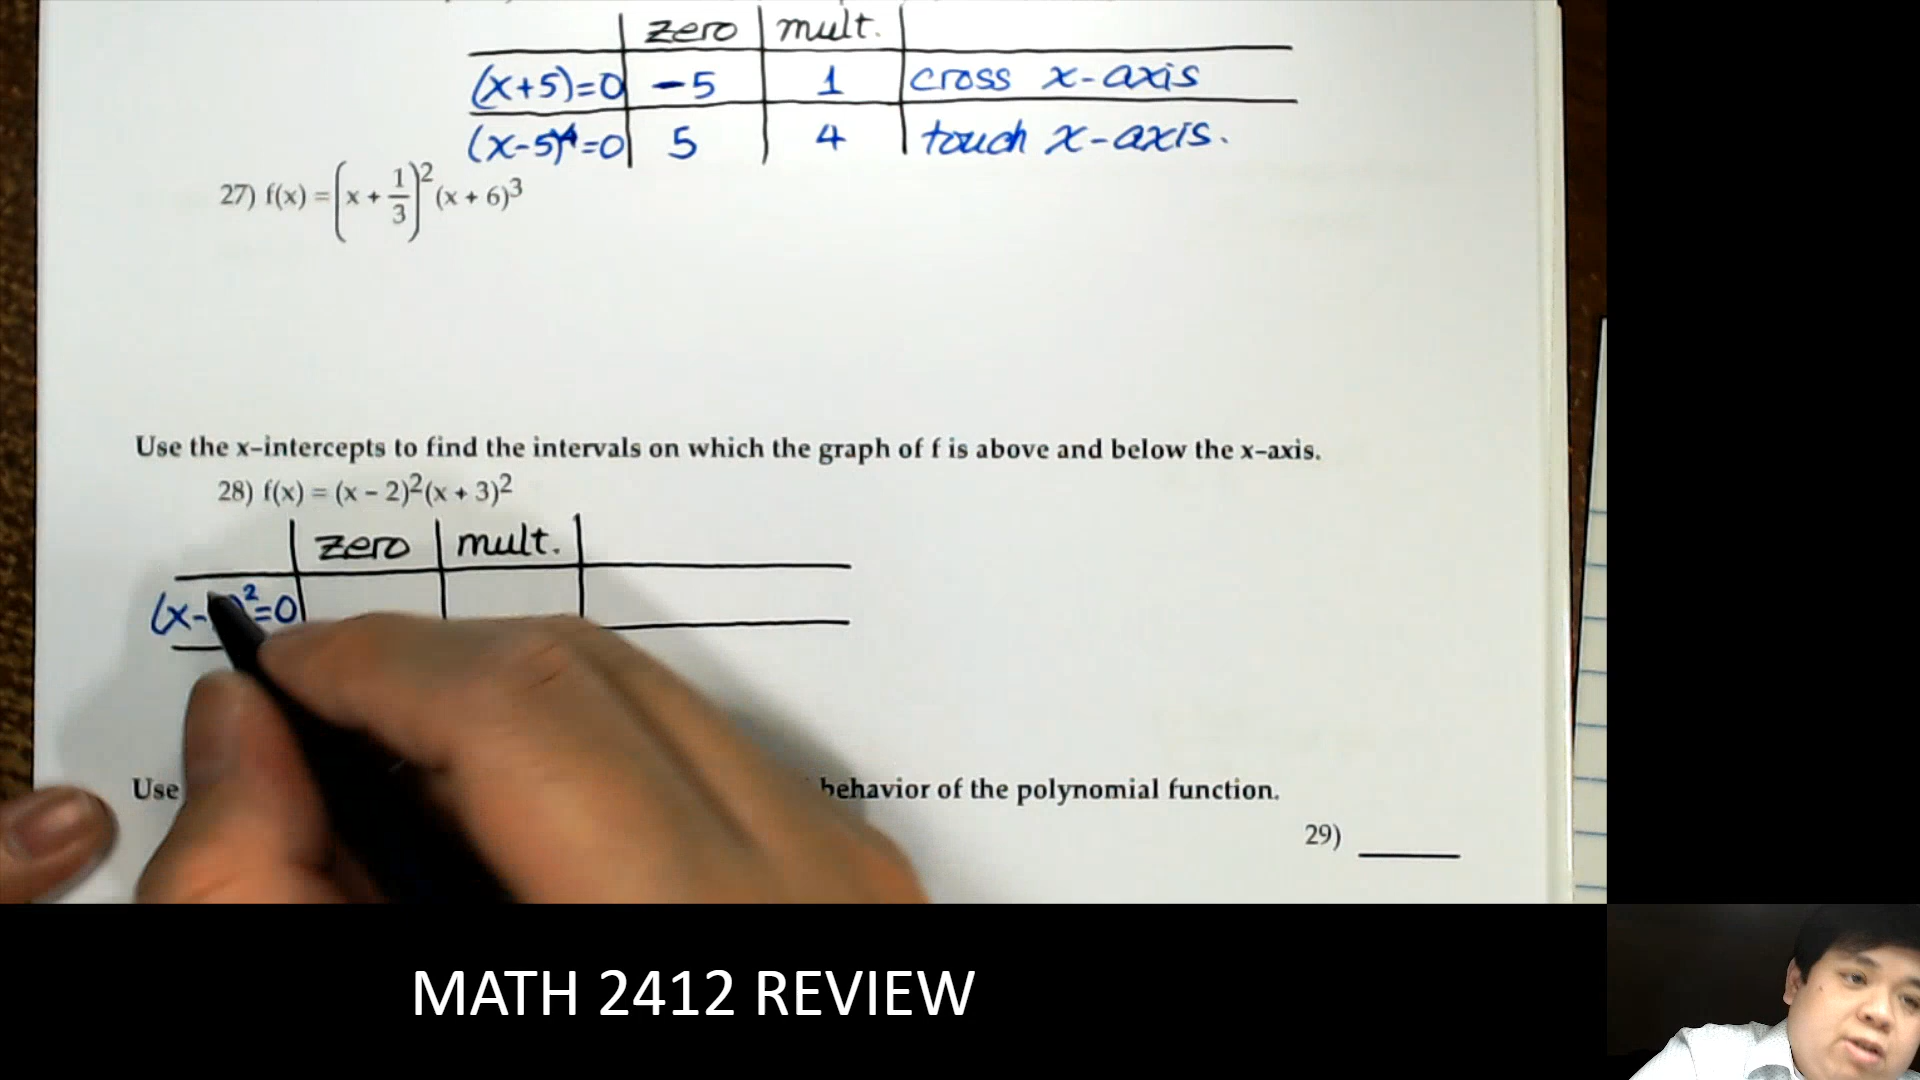 zero mult.
(x+5)=0 -5 1 cross x-axis
(x-5)^4=0 5 4 touch x-axis.
27) f(x) = (x + 1/3)^2 (x + 6)^3
Use the x-intercepts to find the intervals on which the graph of f is above and below the x-axis.
28) f(x) = (x - 2)^2(x + 3)^2
zero mult.
(x- )^2=0
Use behavior of the polynomial function.
29)
MATH 2412 REVIEW